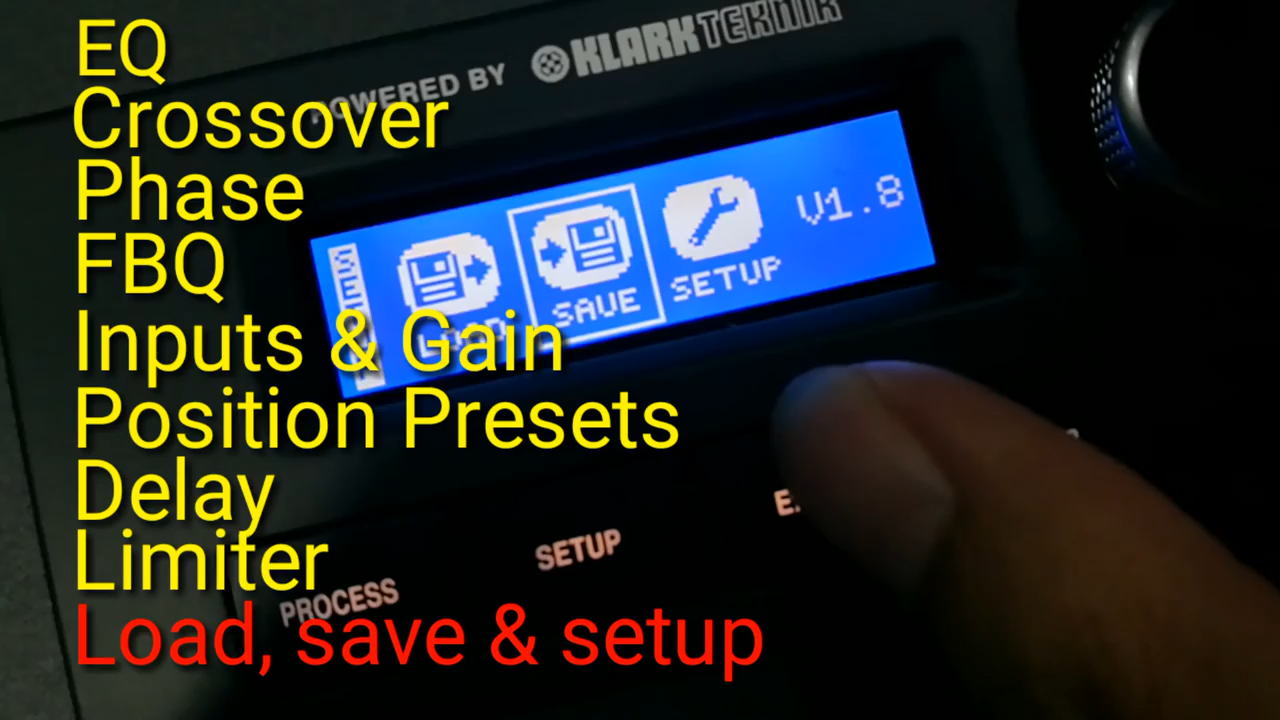 EQ
Crossover
Phase
FBQ
Inputs & Gain
Position Presets
Delay
Limiter
Load, save & setup
POWERED BY KLARK TEKNIK
LOAD
SAVE
SETUP
V1.8
PROCESS
SETUP